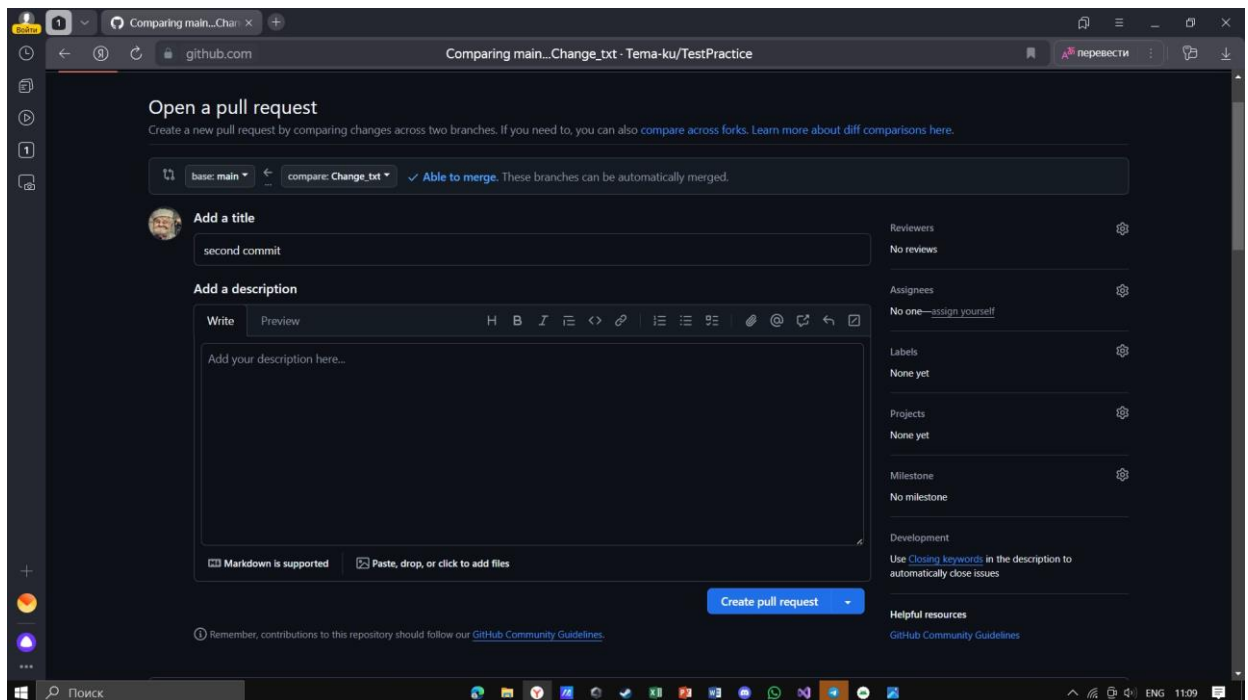 Войти
1
Comparing main...Chan
github.com
Comparing main...Change_txt · Tema-ku/TestPractice
перевести
1
Open a pull request
Create a new pull request by comparing changes across two branches. If you need to, you can also compare across forks. Learn more about diff comparisons here.
base: main
compare: Change_txt
Able to merge. These branches can be automatically merged.
Add a title
second commit
Reviewers
No reviews
Add a description
Assignees
No one—assign yourself
Write
Preview
Add your description here...
Labels
None yet
Projects
None yet
Milestone
No milestone
Development
Use Closing keywords in the description to
automatically close issues
Markdown is supported
Paste, drop, or click to add files
Create pull request
Helpful resources
GitHub Community Guidelines
Remember, contributions to this repository should follow our GitHub Community Guidelines.
Поиск
ENG
11:09